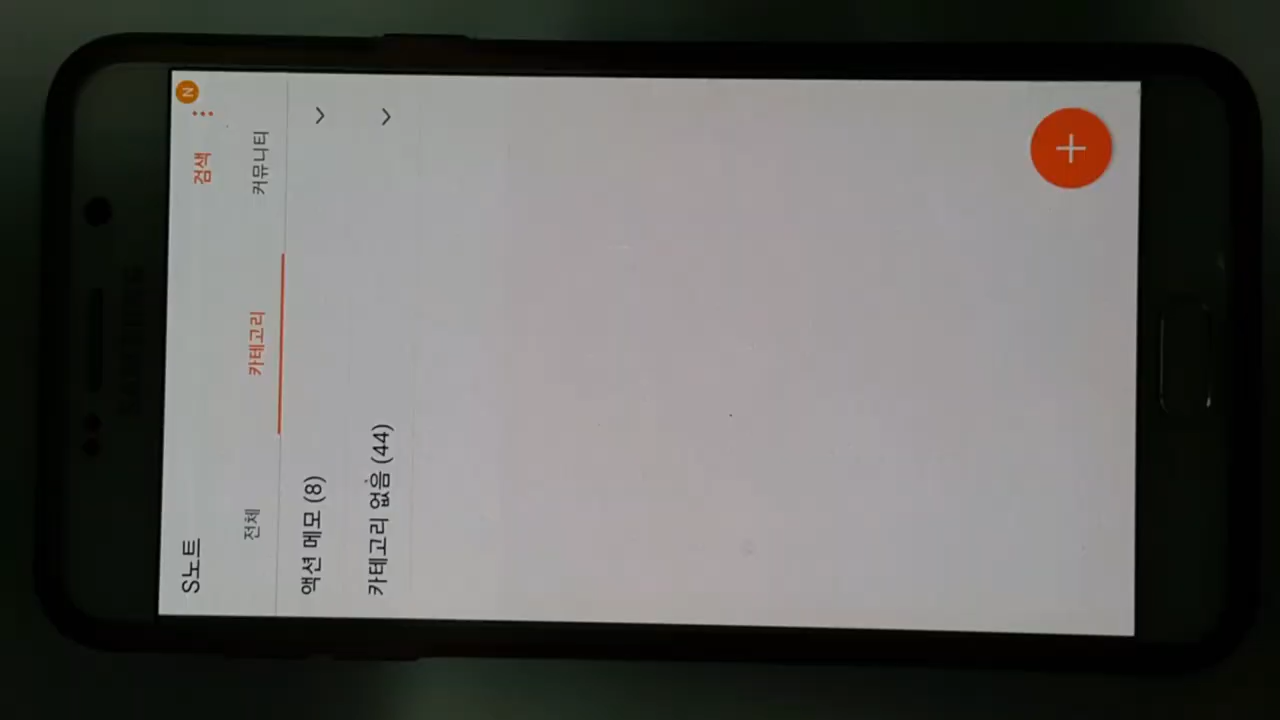 S노트 검색
전체 카테고리 커뮤니티
액션 메모 (8)
카테고리 없음 (44)
N